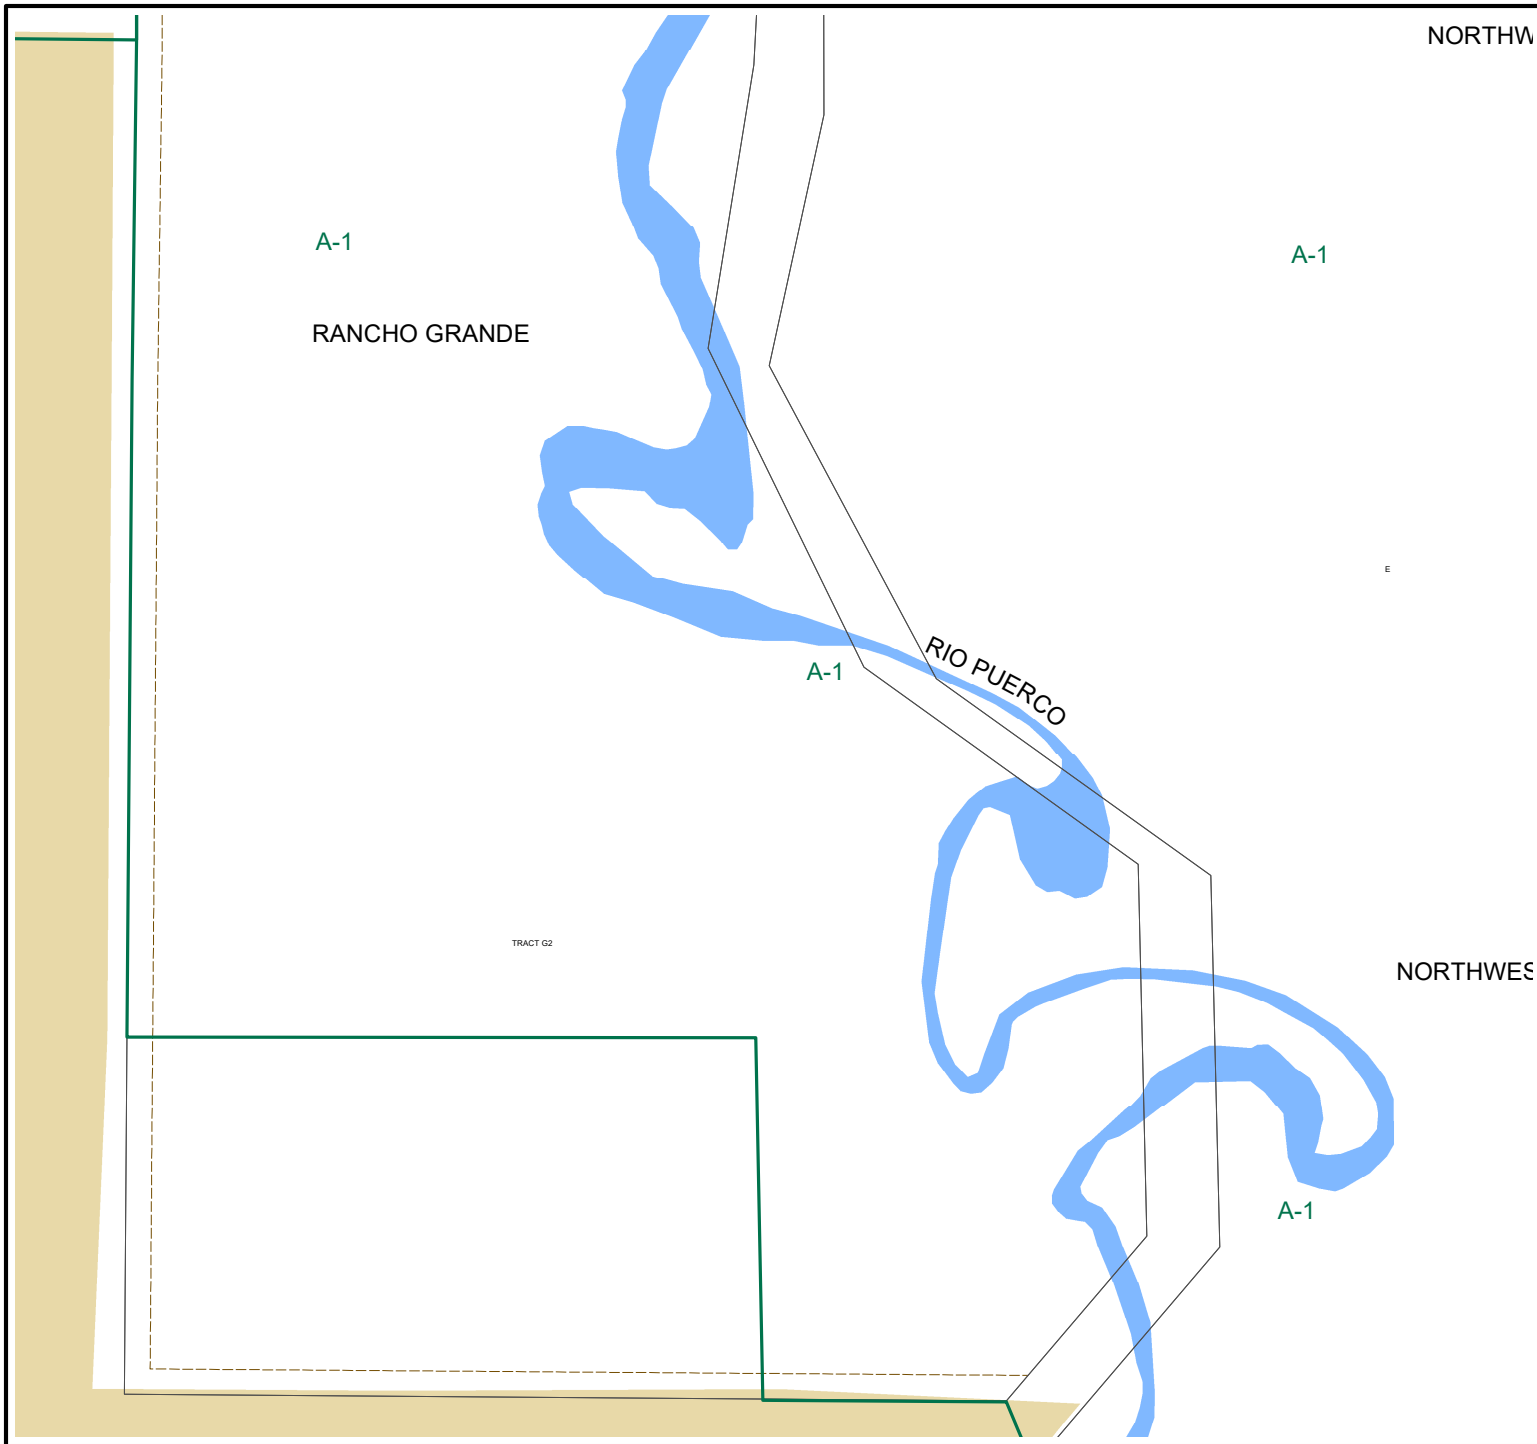 NORTHW
A-1
A-1
RANCHO GRANDE
E
RIO PUERCO
A-1
TRACT G2
NORTHWES
A-1